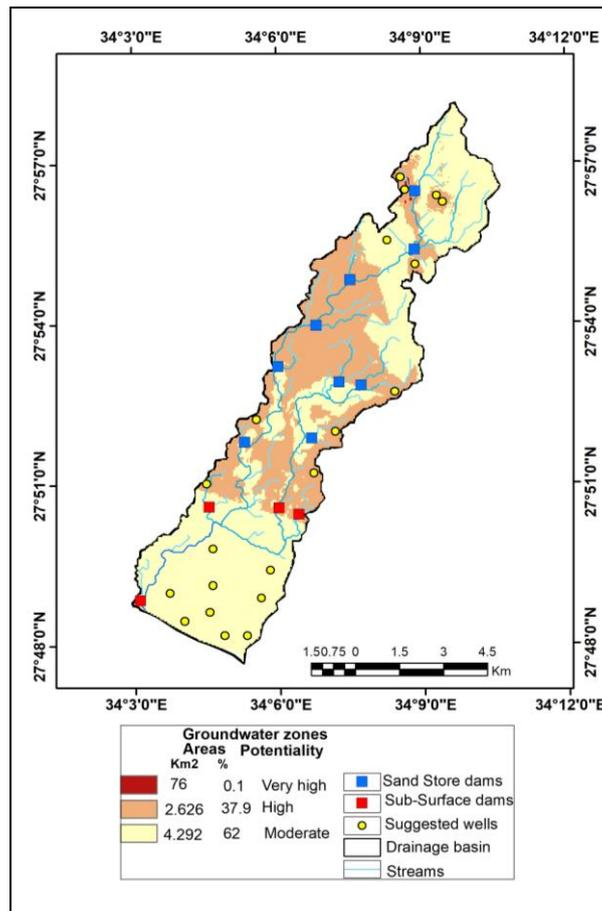 34°3'0"E 34°6'0"E 34°9'0"E 34°12'0"E
27°57'0"N 27°57'0"N
27°54'0"N 27°54'0"N
27°51'0"N 27°51'0"N
27°48'0"N 27°48'0"N
1.50.75 0 1.5 3 4.5
Km
34°3'0"E 34°6'0"E 34°9'0"E 34°12'0"E
Groundwater zones
Areas Potentiality
Km2 %
76 0.1 Very high
2.626 37.9 High
4.292 62 Moderate
Sand Store dams
Sub-Surface dams
Suggested wells
Drainage basin
Streams